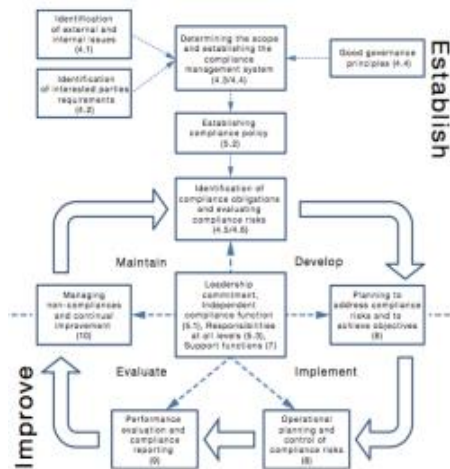 Identification
of external and
internal issues
(4.1)
Determining the scope
and establishing the
compliance
management system
(4.3/4.4)
Good governance
principles (4.4)
Establish
Identification
of interested parties
requirements
(4.2)
Establishing
compliance policy
(5.2)
Identification of
compliance obligations
and evaluating
compliance risks
(4.5/4.6)
Maintain
Develop
Managing
non-compliances
and continual
improvement
(10)
Leadership
commitment,
Independent
compliance function
(5.1), Responsibilities
at all levels (5.3),
Support functions (7)
Planning to
address compliance
risks and to
achieve objectives
(6)
Evaluate
Implement
Improve
Performance
evaluation and
compliance
reporting
(9)
Operational
planning and
control of
compliance risks
(8)